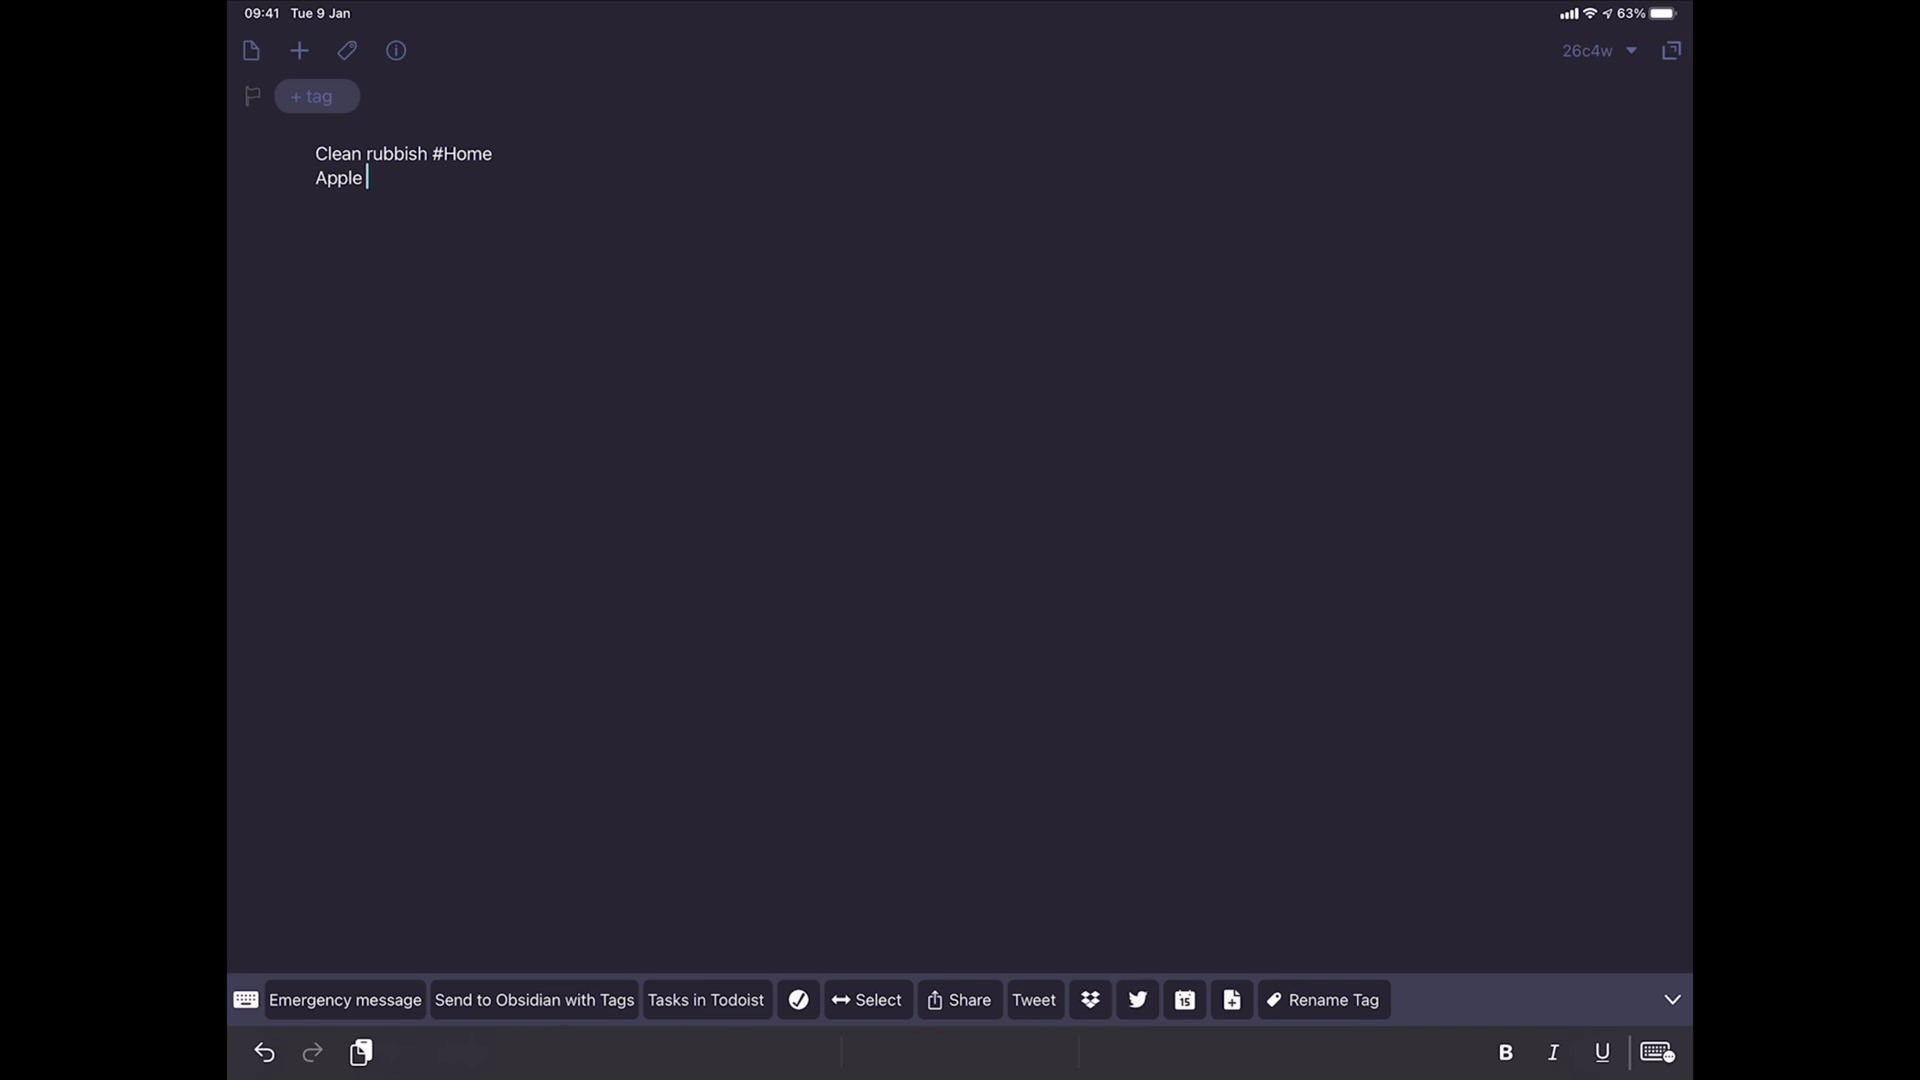 09:41 Tue 9 Jan 63%
26c4w
+ tag
Clean rubbish #Home
Apple
Emergency message Send to Obsidian with Tags Tasks in Todoist Select Share Tweet 15 Rename Tag
B I U